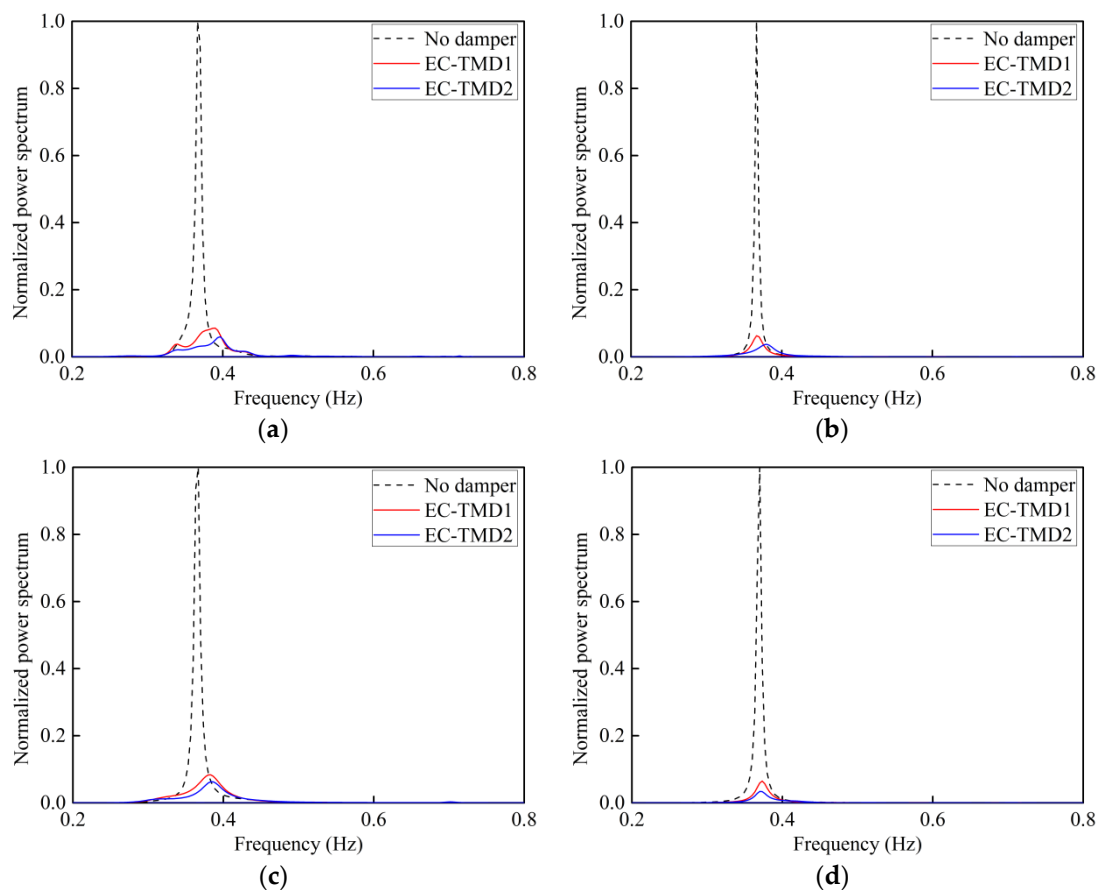 1.0
0.8
0.6
0.4
0.2
0.0
Normalized power spectrum
No damper
EC-TMD1
EC-TMD2
0.2 0.4 0.6 0.8
Frequency (Hz)
(a)
1.0
0.8
0.6
0.4
0.2
0.0
Normalized power spectrum
No damper
EC-TMD1
EC-TMD2
0.2 0.4 0.6 0.8
Frequency (Hz)
(b)
1.0
0.8
0.6
0.4
0.2
0.0
Normalized power spectrum
No damper
EC-TMD1
EC-TMD2
0.2 0.4 0.6 0.8
Frequency (Hz)
(c)
1.0
0.8
0.6
0.4
0.2
0.0
Normalized power spectrum
No damper
EC-TMD1
EC-TMD2
0.2 0.4 0.6 0.8
Frequency (Hz)
(d)